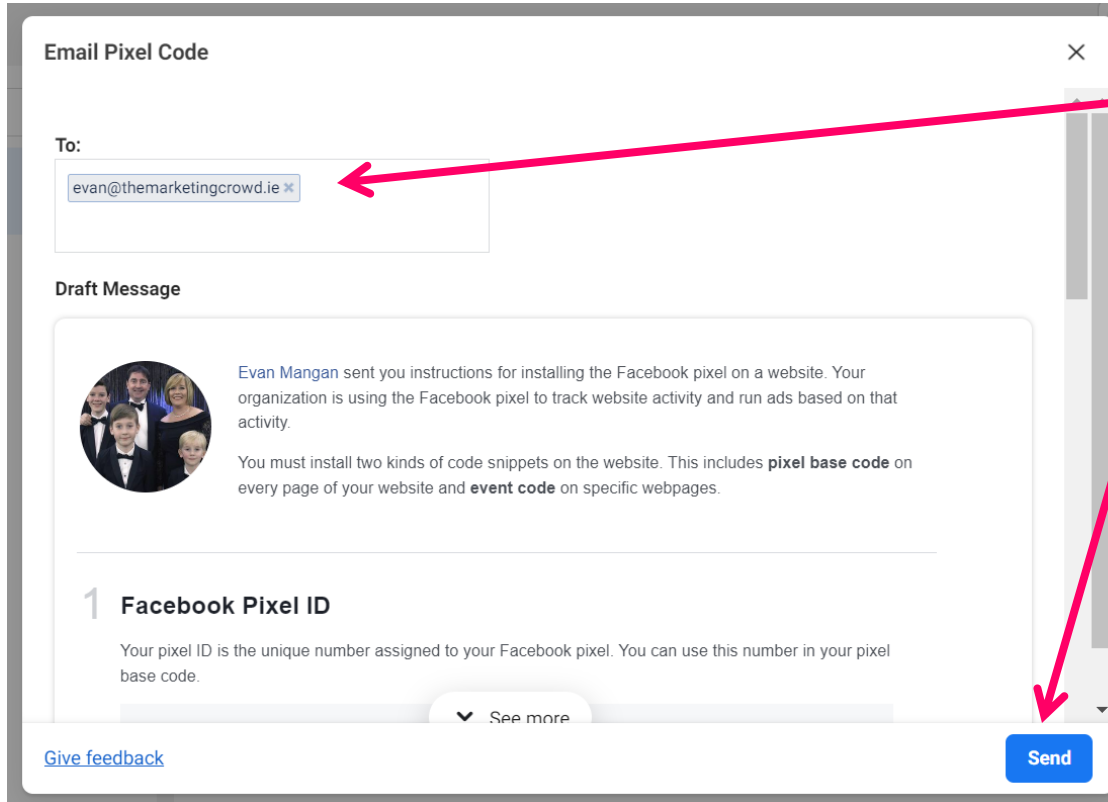 Email Pixel Code
To:
evan@themarketingcrowd.ie ×
Draft Message
Evan Mangan sent you instructions for installing the Facebook pixel on a website. Your
organization is using the Facebook pixel to track website activity and run ads based on that
activity.
You must install two kinds of code snippets on the website. This includes pixel base code on
every page of your website and event code on specific webpages.
1 Facebook Pixel ID
Your pixel ID is the unique number assigned to your Facebook pixel. You can use this number in your pixel
base code.
See more
Give feedback
Send